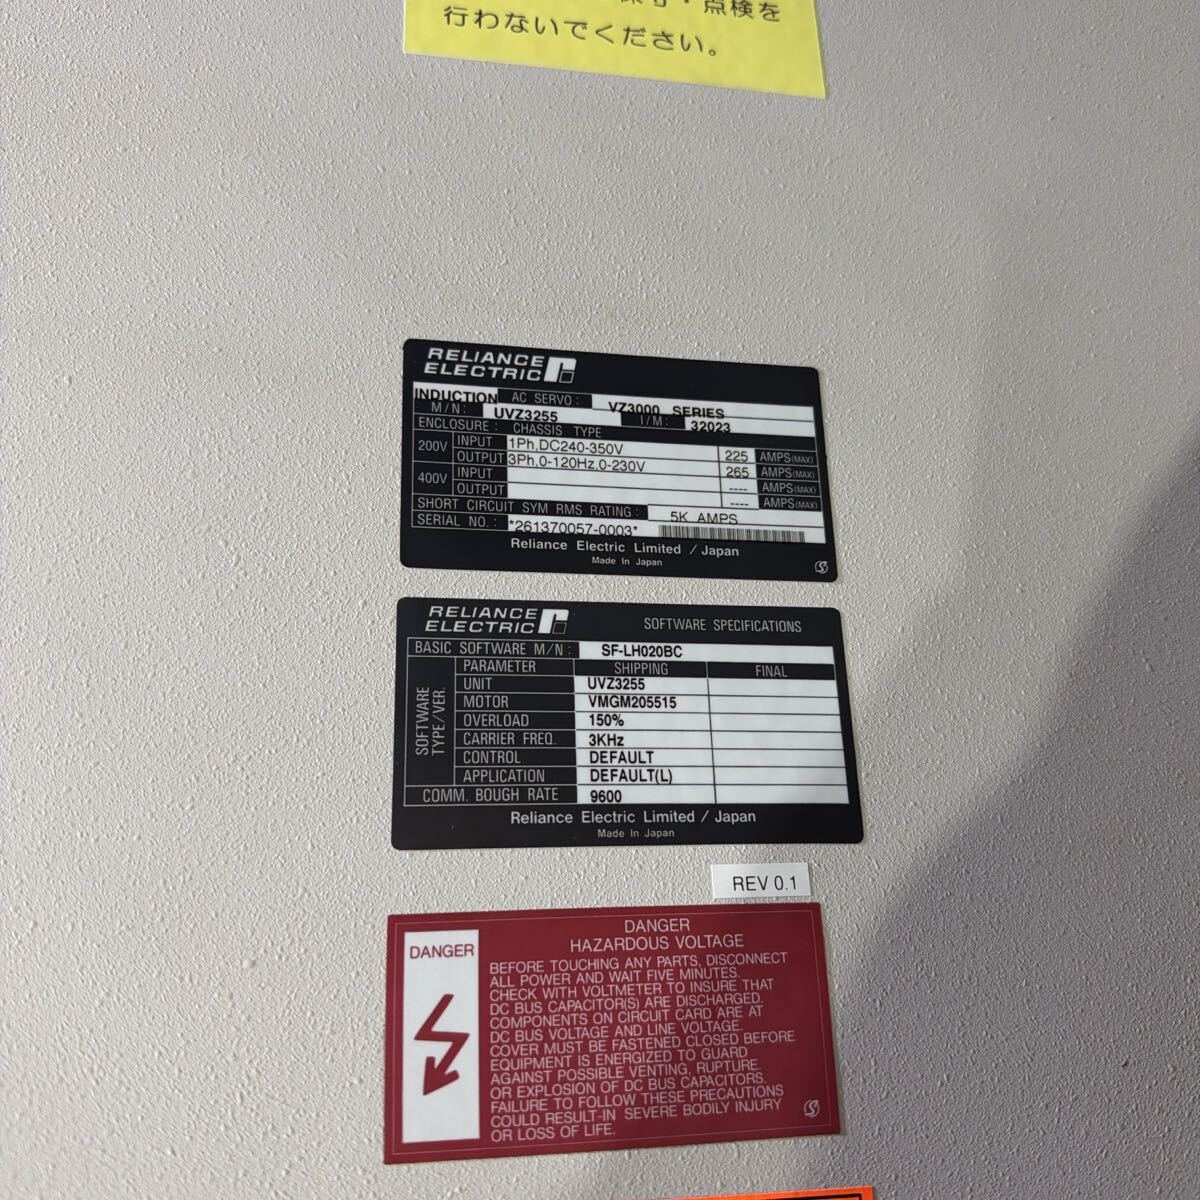 ・点検を
行わないでください。
RELIANCE
ELECTRIC
INDUCTION AC SERVO: VZ3000 SERIES
M/N: UVZ3255 I/M: 32023
ENCLOSURE: CHASSIS TYPE
200V INPUT 1Ph,DC240-350V 225 AMPS(MAX)
OUTPUT 3Ph,0-120Hz,0-230V 265 AMPS(MAX)
400V INPUT ---- AMPS(MAX)
OUTPUT ---- AMPS(MAX)
SHORT CIRCUIT SYM RMS RATING: 5K AMPS
SERIAL NO.: *261370057-0003*
Reliance Electric Limited / Japan
Made In Japan
RELIANCE
ELECTRIC
SOFTWARE SPECIFICATIONS
BASIC SOFTWARE M/N: SF-LH020BC
SOFTWARE
TYPE/VER.
PARAMETER SHIPPING FINAL
UNIT UVZ3255
MOTOR VMGM205515
OVERLOAD 150%
CARRIER FREQ. 3KHz
CONTROL DEFAULT
APPLICATION DEFAULT(L)
COMM. BOUGH RATE 9600
Reliance Electric Limited / Japan
Made In Japan
REV 0.1
DANGER
DANGER
HAZARDOUS VOLTAGE
BEFORE TOUCHING ANY PARTS, DISCONNECT
ALL POWER AND WAIT FIVE MINUTES.
CHECK WITH VOLTMETER TO INSURE THAT
DC BUS CAPACITOR(S) ARE DISCHARGED.
COMPONENTS ON CIRCUIT CARD ARE AT
DC BUS VOLTAGE AND LINE VOLTAGE.
COVER MUST BE FASTENED CLOSED BEFORE
EQUIPMENT IS ENERGIZED TO GUARD
AGAINST POSSIBLE VENTING, RUPTURE
OR EXPLOSION OF DC BUS CAPACITORS.
FAILURE TO FOLLOW THESE PRECAUTIONS
COULD RESULT-IN SEVERE BODILY INJURY
OR LOSS OF LIFE.